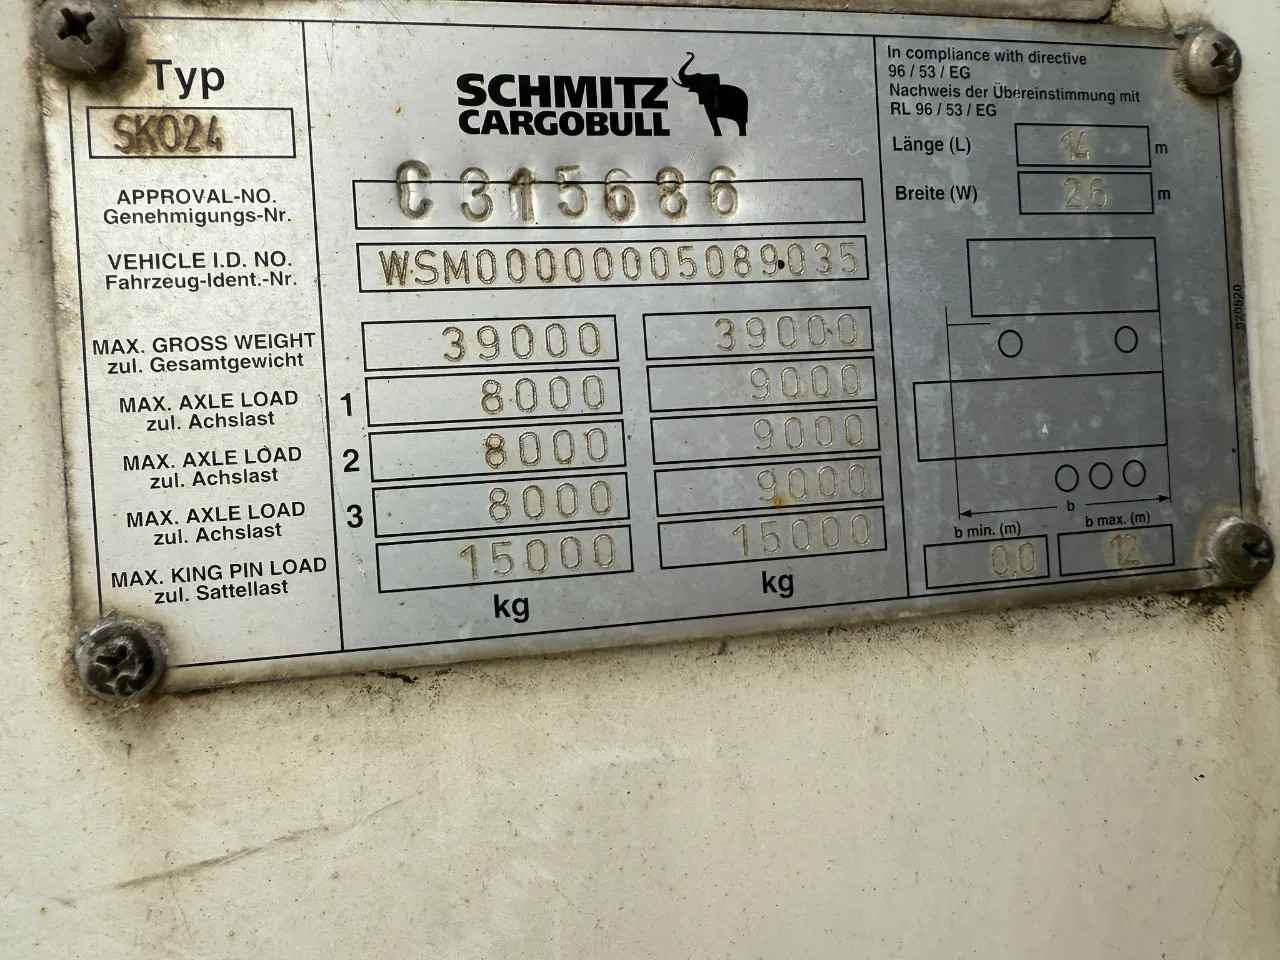 Typ
SKO24
SCHMITZ
CARGOBULL
APPROVAL-NO.
Genehmigungs-Nr.
C315686
VEHICLE I.D. NO.
Fahrzeug-Ident.-Nr.
WSM00000005089035
MAX. GROSS WEIGHT
zul. Gesamtgewicht
39000 39000
MAX. AXLE LOAD
zul. Achslast
1 8000 9000
MAX. AXLE LOAD
zul. Achslast
2 8000 9000
MAX. AXLE LOAD
zul. Achslast
3 8000 9000
MAX. KING PIN LOAD
zul. Sattellast
15000 15000
kg kg
In compliance with directive
96 / 53 / EG
Nachweis der Übereinstimmung mit
RL 96 / 53 / EG
Länge (L) 14 m
Breite (W) 2,6 m
b
b min. (m) b max. (m)
0,0 12
920520